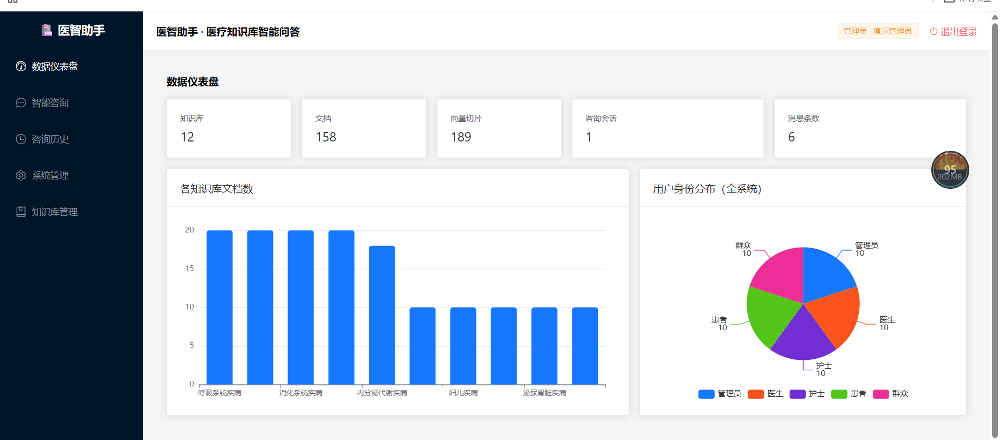 医智助手
医智助手 · 医疗知识库智能问答
管理员 · 演示管理员
退出登录
数据仪表盘
智能咨询
咨询历史
系统管理
知识库管理
数据仪表盘
知识库
12
文档
158
向量切片
189
咨询会话
1
消息条数
6
95
202MB
各知识库文档数
20
15
10
5
0
呼吸系统疾病
消化系统疾病
内分泌代谢疾病
妇儿疾病
泌尿肾脏疾病
用户身份分布（全系统）
群众
10
管理员
10
患者
10
医生
10
护士
10
管理员
医生
护士
患者
群众